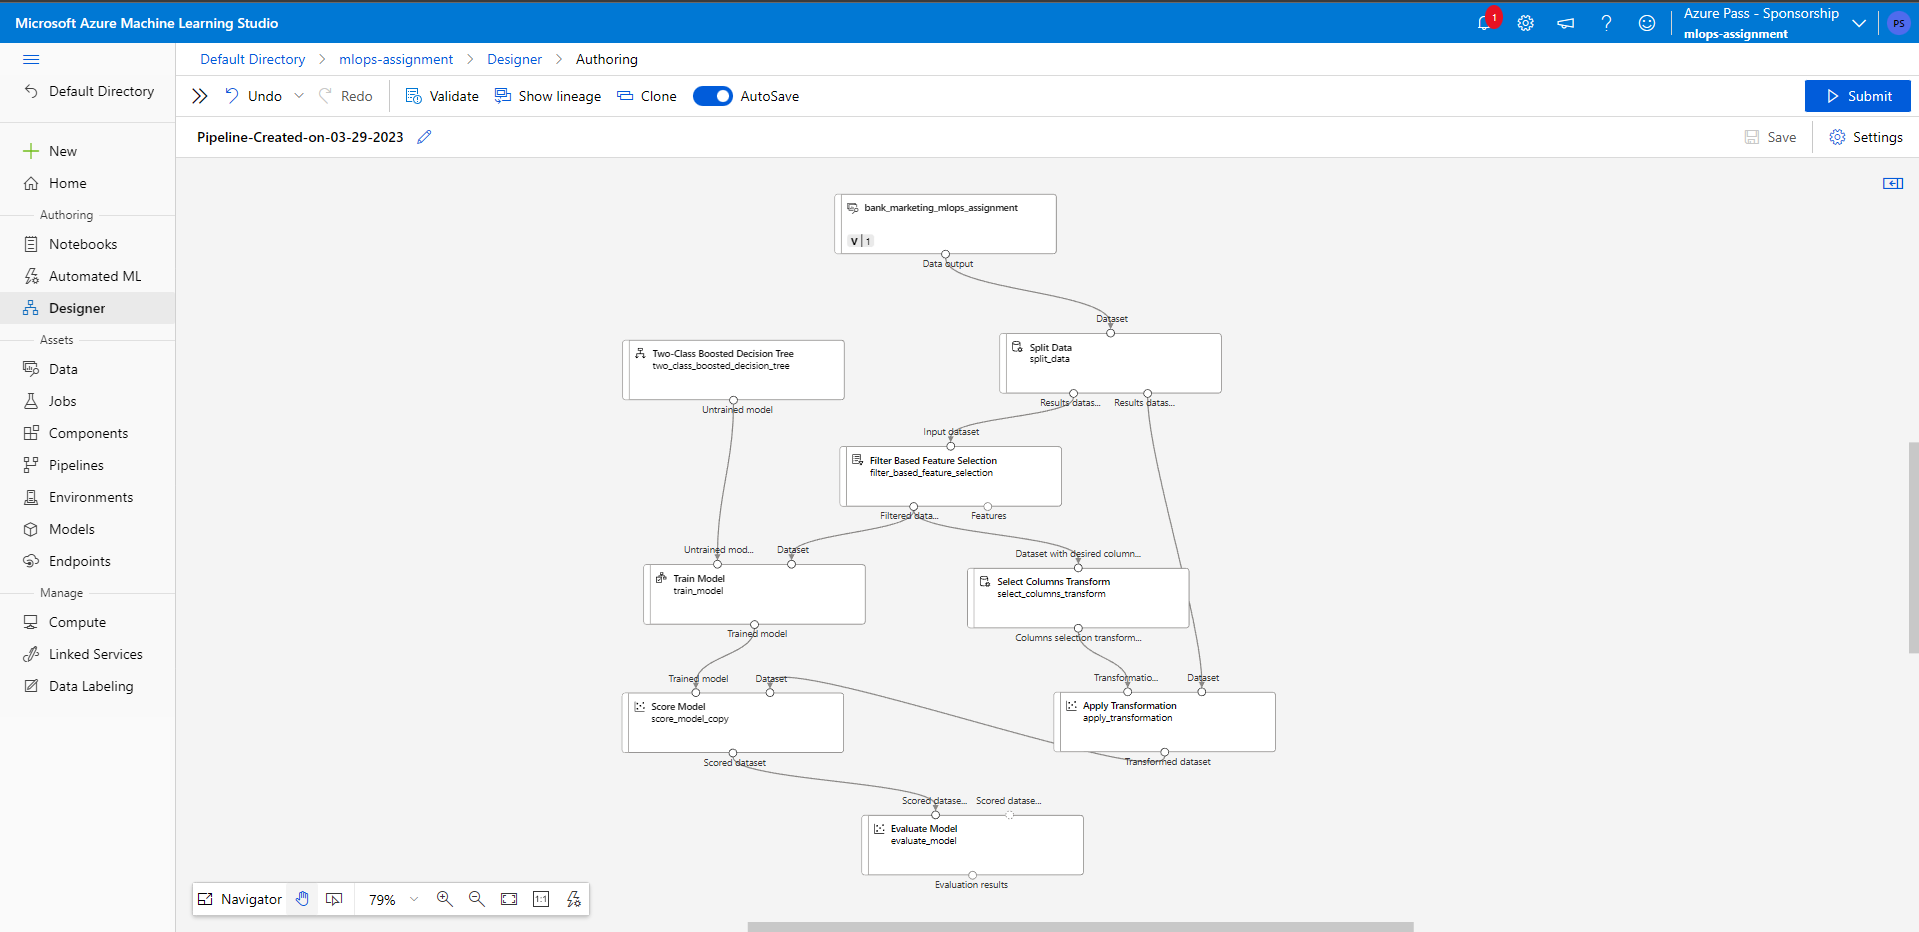 Microsoft Azure Machine Learning Studio
1
Azure Pass - Sponsorship
mlops-assignment
PS
Default Directory
New
Home
Authoring
Notebooks
Automated ML
Designer
Assets
Data
Jobs
Components
Pipelines
Environments
Models
Endpoints
Manage
Compute
Linked Services
Data Labeling
Default Directory > mlops-assignment > Designer > Authoring
Undo Redo Validate Show lineage Clone AutoSave Submit
Pipeline-Created-on-03-29-2023 Save Settings
bank_marketing_mlops_assignment
V | 1
Data output
Dataset
Split Data
split_data
Results datas... Results datas...
Two-Class Boosted Decision Tree
two_class_boosted_decision_tree
Untrained model
Input dataset
Filter Based Feature Selection
filter_based_feature_selection
Filtered data... Features
Untrained mod... Dataset
Train Model
train_model
Trained model
Dataset with desired column...
Select Columns Transform
select_columns_transform
Columns selection transform...
Trained model Dataset
Score Model
score_model_copy
Scored dataset
Transformatio... Dataset
Apply Transformation
apply_transformation
Transformed dataset
Scored datase... Scored datase...
Evaluate Model
evaluate_model
Evaluation results
Navigator 79% 1:1